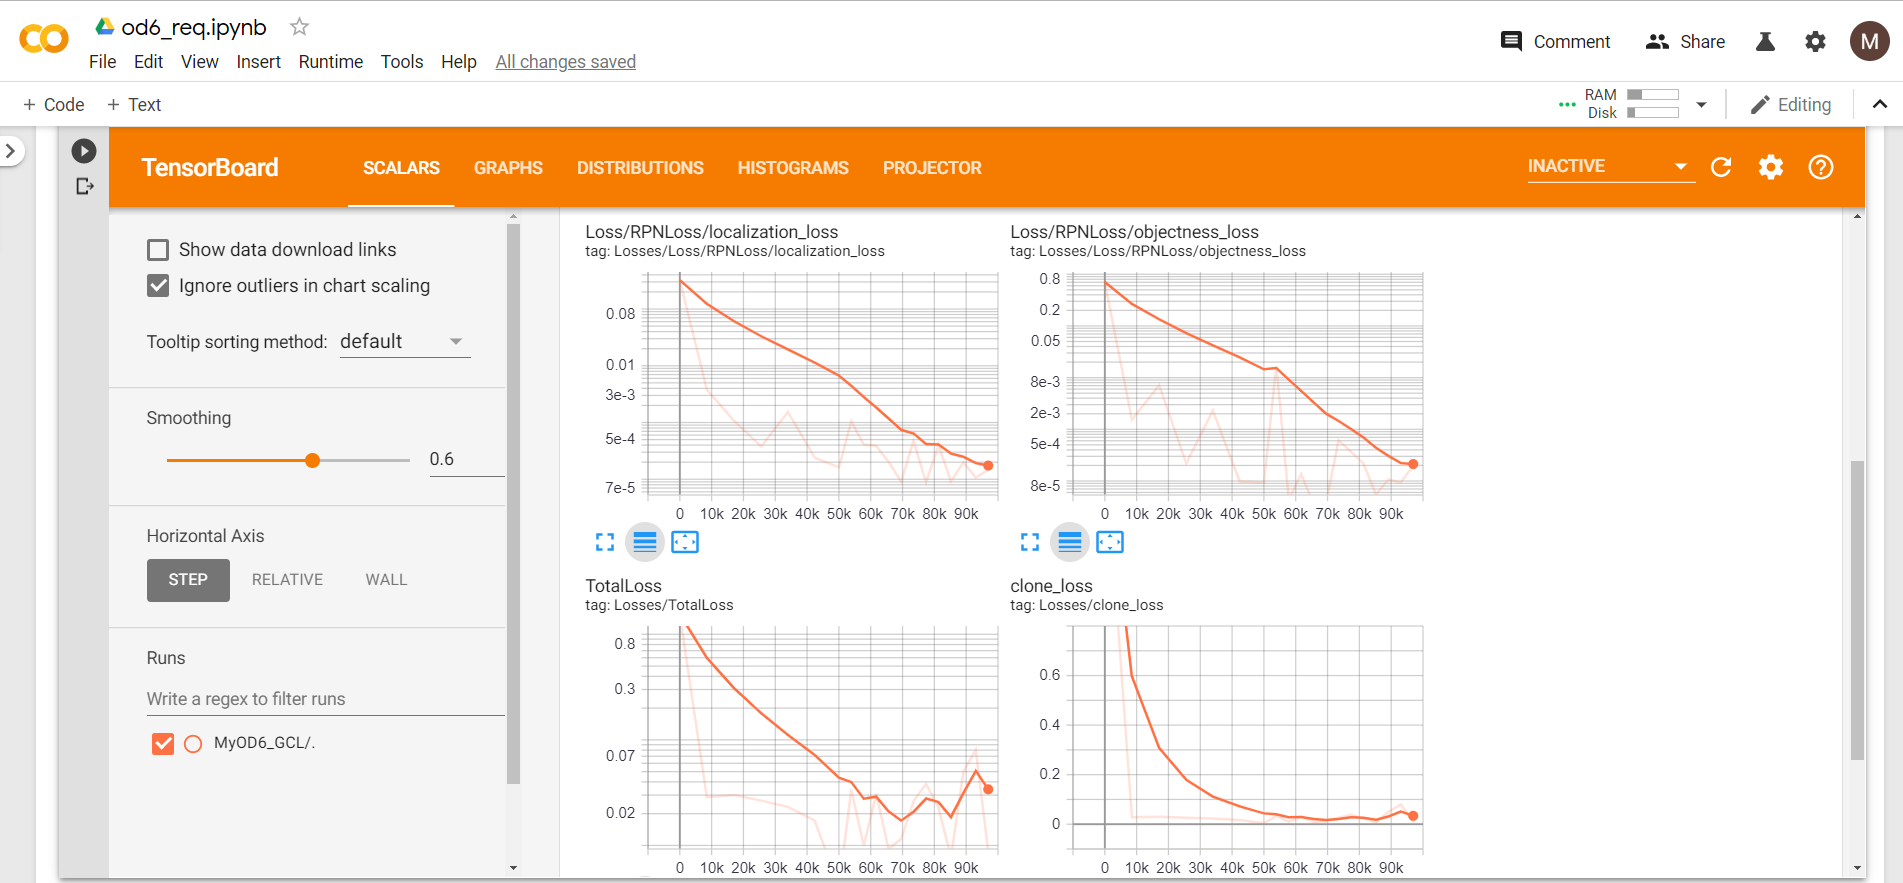 od6_req.ipynb
File Edit View Insert Runtime Tools Help All changes saved
Comment Share M
+ Code + Text
RAM
Disk
Editing
TensorBoard SCALARS GRAPHS DISTRIBUTIONS HISTOGRAMS PROJECTOR INACTIVE
Show data download links
Ignore outliers in chart scaling
Tooltip sorting method: default
Smoothing
0.6
Horizontal Axis
STEP RELATIVE WALL
Runs
Write a regex to filter runs
MyOD6_GCL/.
Loss/RPNLoss/localization_loss
tag: Losses/Loss/RPNLoss/localization_loss
0.08
0.01
3e-3
5e-4
7e-5
0 10k 20k 30k 40k 50k 60k 70k 80k 90k
Loss/RPNLoss/objectness_loss
tag: Losses/Loss/RPNLoss/objectness_loss
0.8
0.2
0.05
8e-3
2e-3
5e-4
8e-5
0 10k 20k 30k 40k 50k 60k 70k 80k 90k
TotalLoss
tag: Losses/TotalLoss
0.8
0.3
0.07
0.02
0 10k 20k 30k 40k 50k 60k 70k 80k 90k
clone_loss
tag: Losses/clone_loss
0.6
0.4
0.2
0
0 10k 20k 30k 40k 50k 60k 70k 80k 90k